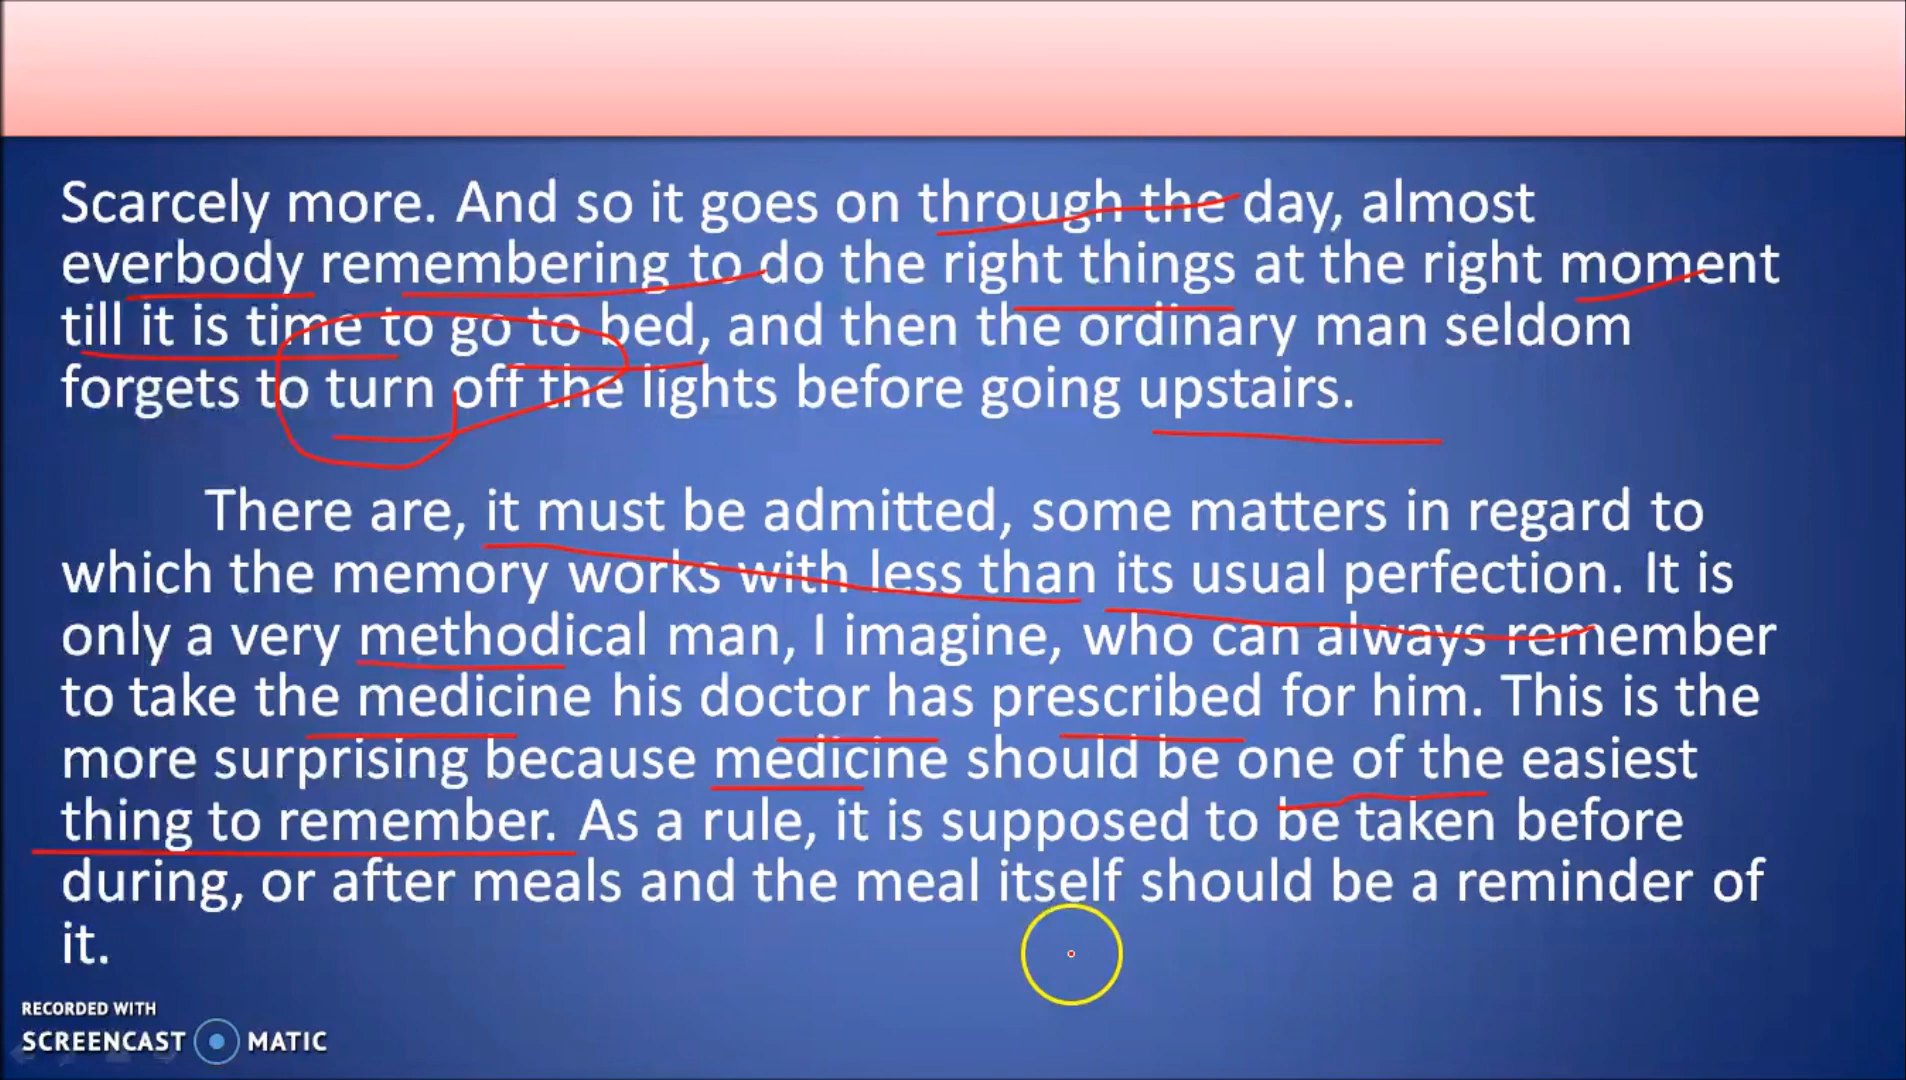 Scarcely more. And so it goes on through the day, almost
everbody remembering to do the right things at the right moment
till it is time to go to bed, and then the ordinary man seldom
forgets to turn off the lights before going upstairs.
There are, it must be admitted, some matters in regard to
which the memory works with less than its usual perfection. It is
only a very methodical man, I imagine, who can always remember
to take the medicine his doctor has prescribed for him. This is the
more surprising because medicine should be one of the easiest
thing to remember. As a rule, it is supposed to be taken before
during, or after meals and the meal itself should be a reminder of
it.
RECORDED WITH
SCREENCAST MATIC